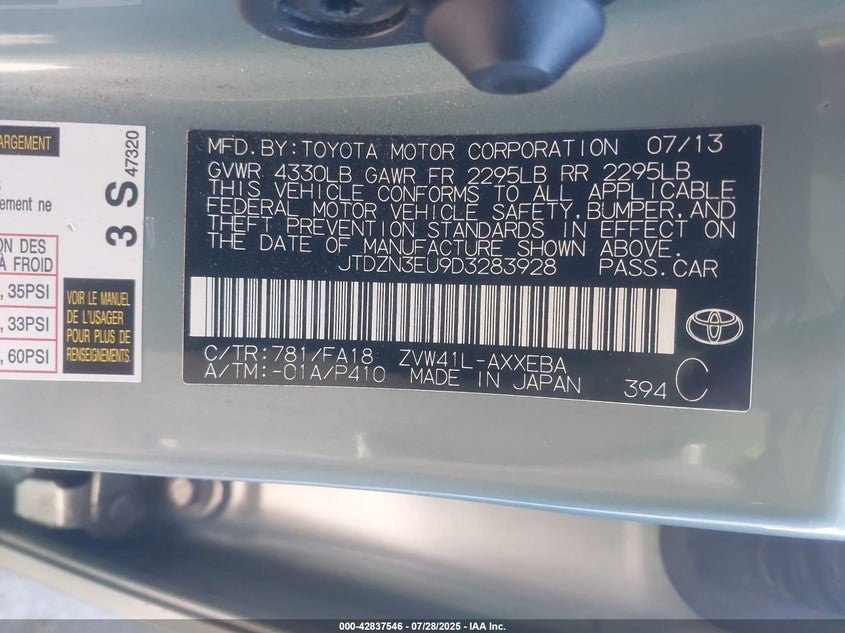 ARGEMENT
ement ne
3 S 47320
ION DES
À FROID
, 35PSI
, 33PSI
, 60PSI
VOIR LE MANUEL
DE L'USAGER
POUR PLUS DE
RENSEIGNEMENTS
MFD. BY: TOYOTA MOTOR CORPORATION 07/13
GVWR 4330LB GAWR FR 2295LB RR 2295LB
THIS VEHICLE CONFORMS TO ALL APPLICABLE
FEDERAL MOTOR VEHICLE SAFETY, BUMPER, AND
THEFT PREVENTION STANDARDS IN EFFECT ON
THE DATE OF MANUFACTURE SHOWN ABOVE.
JTDZN3EU9D3283928 PASS.CAR
C/TR:781/FA18 ZVW41L-AXXEBA
A/TM:-01A/P410 MADE IN JAPAN 394 C
000-42837546 | 07/28/2025 - IAA Inc.